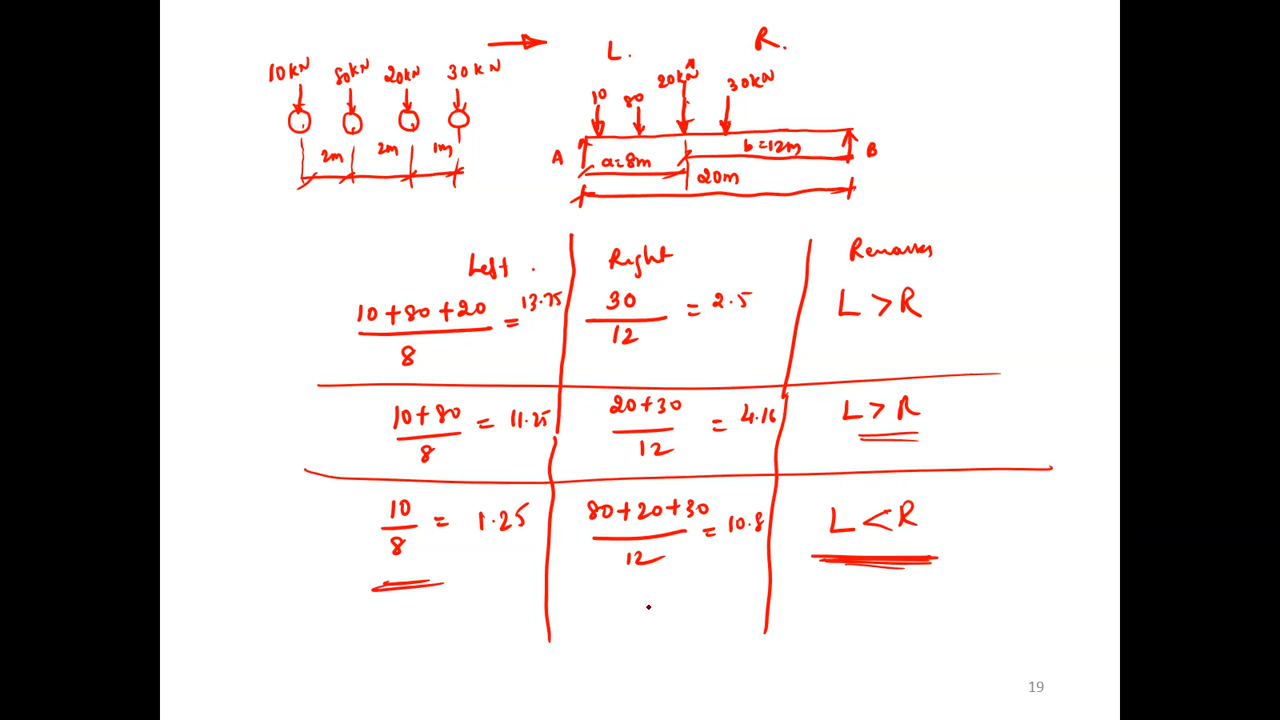 L. R.
10kN 80kN 20kN 30kN
10 80 20kN 30kN
2m 2m 1m
A a=8m b=12m B
20m
Left. Right Remarks
10+80+20/8 = 13.75 30/12 = 2.5 L>R
10+80/8 = 11.25 20+30/12 = 4.16 L>R
10/8 = 1.25 80+20+30/12 = 10.8 L<R
19